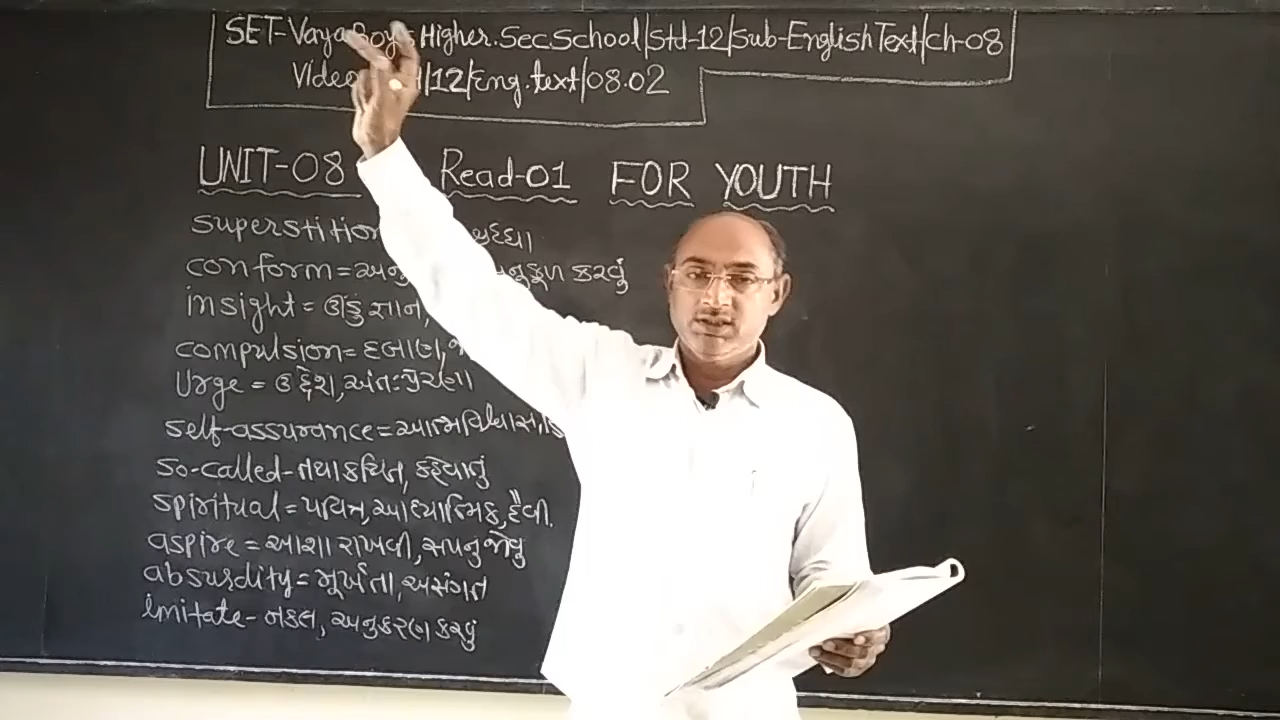 SET-Vaya Boys Higher.Sec.School|Std-12|Sub-English Text|ch-08
Video |12|Eng.text|08.02
UNIT-08 Read-01 FOR YOUTH
superstition
conform=અનુ કરવું
insight=ઊંડુ જ્ઞાન,
compulsion=દબાણ,
Urge = ઉદ્દેશ,અંતઃપ્રેરણા
self-assurance=આત્મવિશ્વાસ,
so-called-તથાકથિત, કહેવાનું
spiritual=પવિત્ર,આધ્યાત્મિક,દૈવી.
aspire=આશા રાખવી,સપનુંજોવું
absurdity=મૂર્ખતા,અસંગત
imitate-નકલ, અનુકરણ કરવું